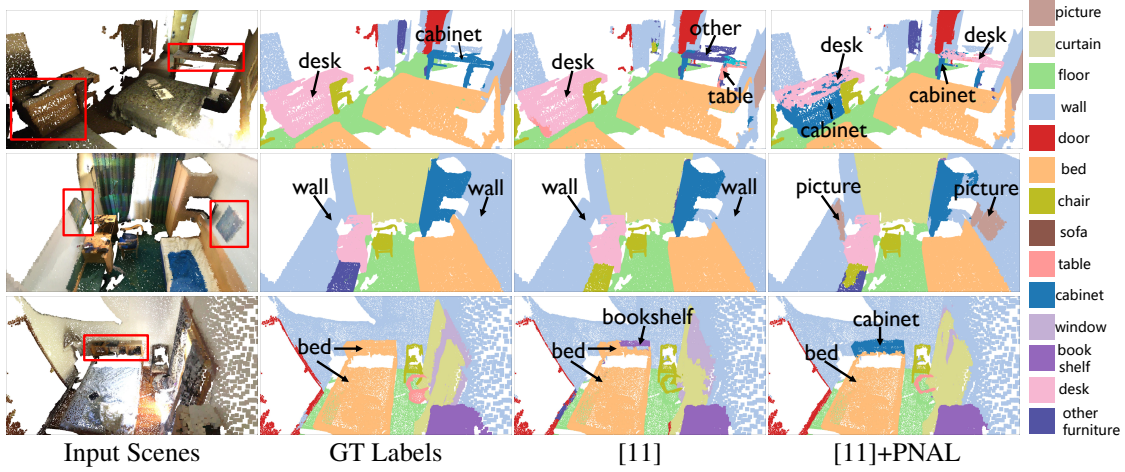 cabinet
desk
other
desk
table
desk
desk
cabinet
cabinet
wall
wall
wall
wall
picture
picture
bed
bookshelf
bed
cabinet
bed
Input Scenes
GT Labels
[11]
[11]+PNAL
picture
curtain
floor
wall
door
bed
chair
sofa
table
cabinet
window
book
shelf
desk
other
furniture